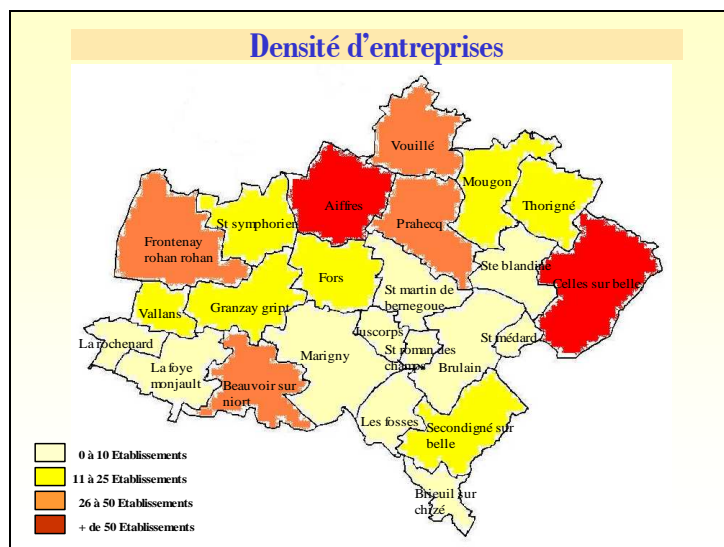 Densité d'entreprises
Vouillé
Mougon
Aiffres
Thorigné
St symphorien
Prahecq
Frontenay
rohan rohan
Ste blandine
Fors
Celles sur belle
St martin de
bernegoue
Vallans
Granzay gript
Juscorps
St médard
La rochenard
St roman des
champs
Marigny
La foye
monjault
Brulain
Beauvoir sur
niort
Les fosses
Secondigné sur
belle
Brieuil sur
chizé
0 à 10 Etablissements
11 à 25 Etablissements
26 à 50 Etablissements
+ de 50 Etablissements